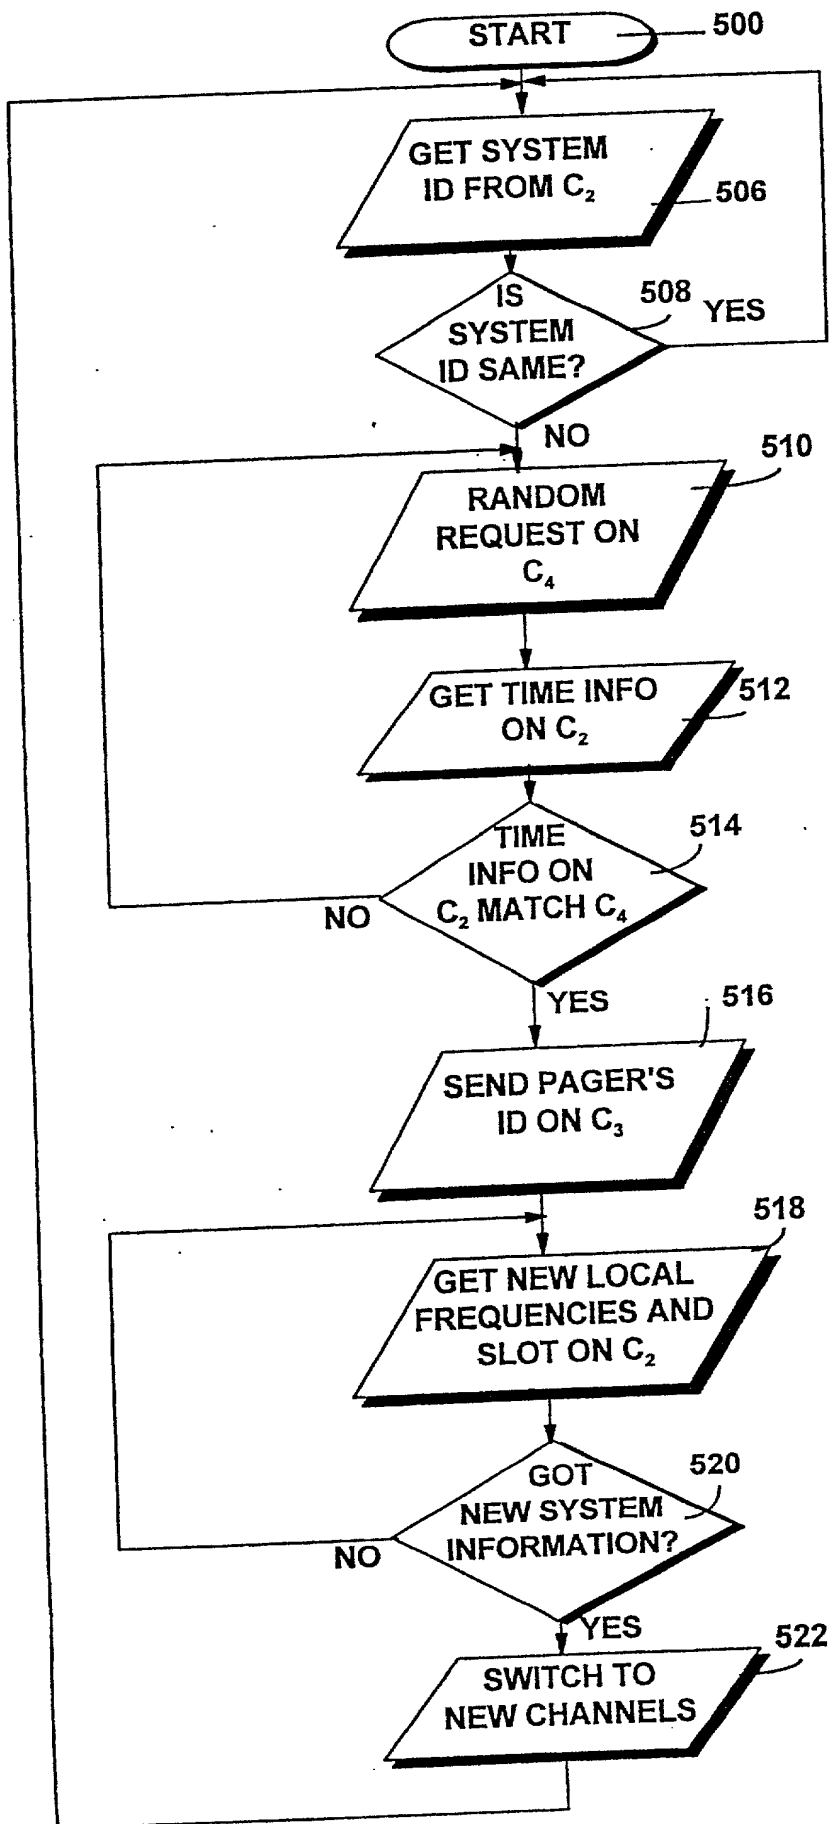 START
500
GET SYSTEM
ID FROM C₂
506
IS
SYSTEM
ID SAME?
508
YES
NO
RANDOM
REQUEST ON
C₄
510
GET TIME INFO
ON C₂
512
TIME
INFO ON
C₂ MATCH C₄
514
NO
YES
SEND PAGER'S
ID ON C₃
516
GET NEW LOCAL
FREQUENCIES AND
SLOT ON C₂
518
GOT
NEW SYSTEM
INFORMATION?
520
NO
YES
SWITCH TO
NEW CHANNELS
522